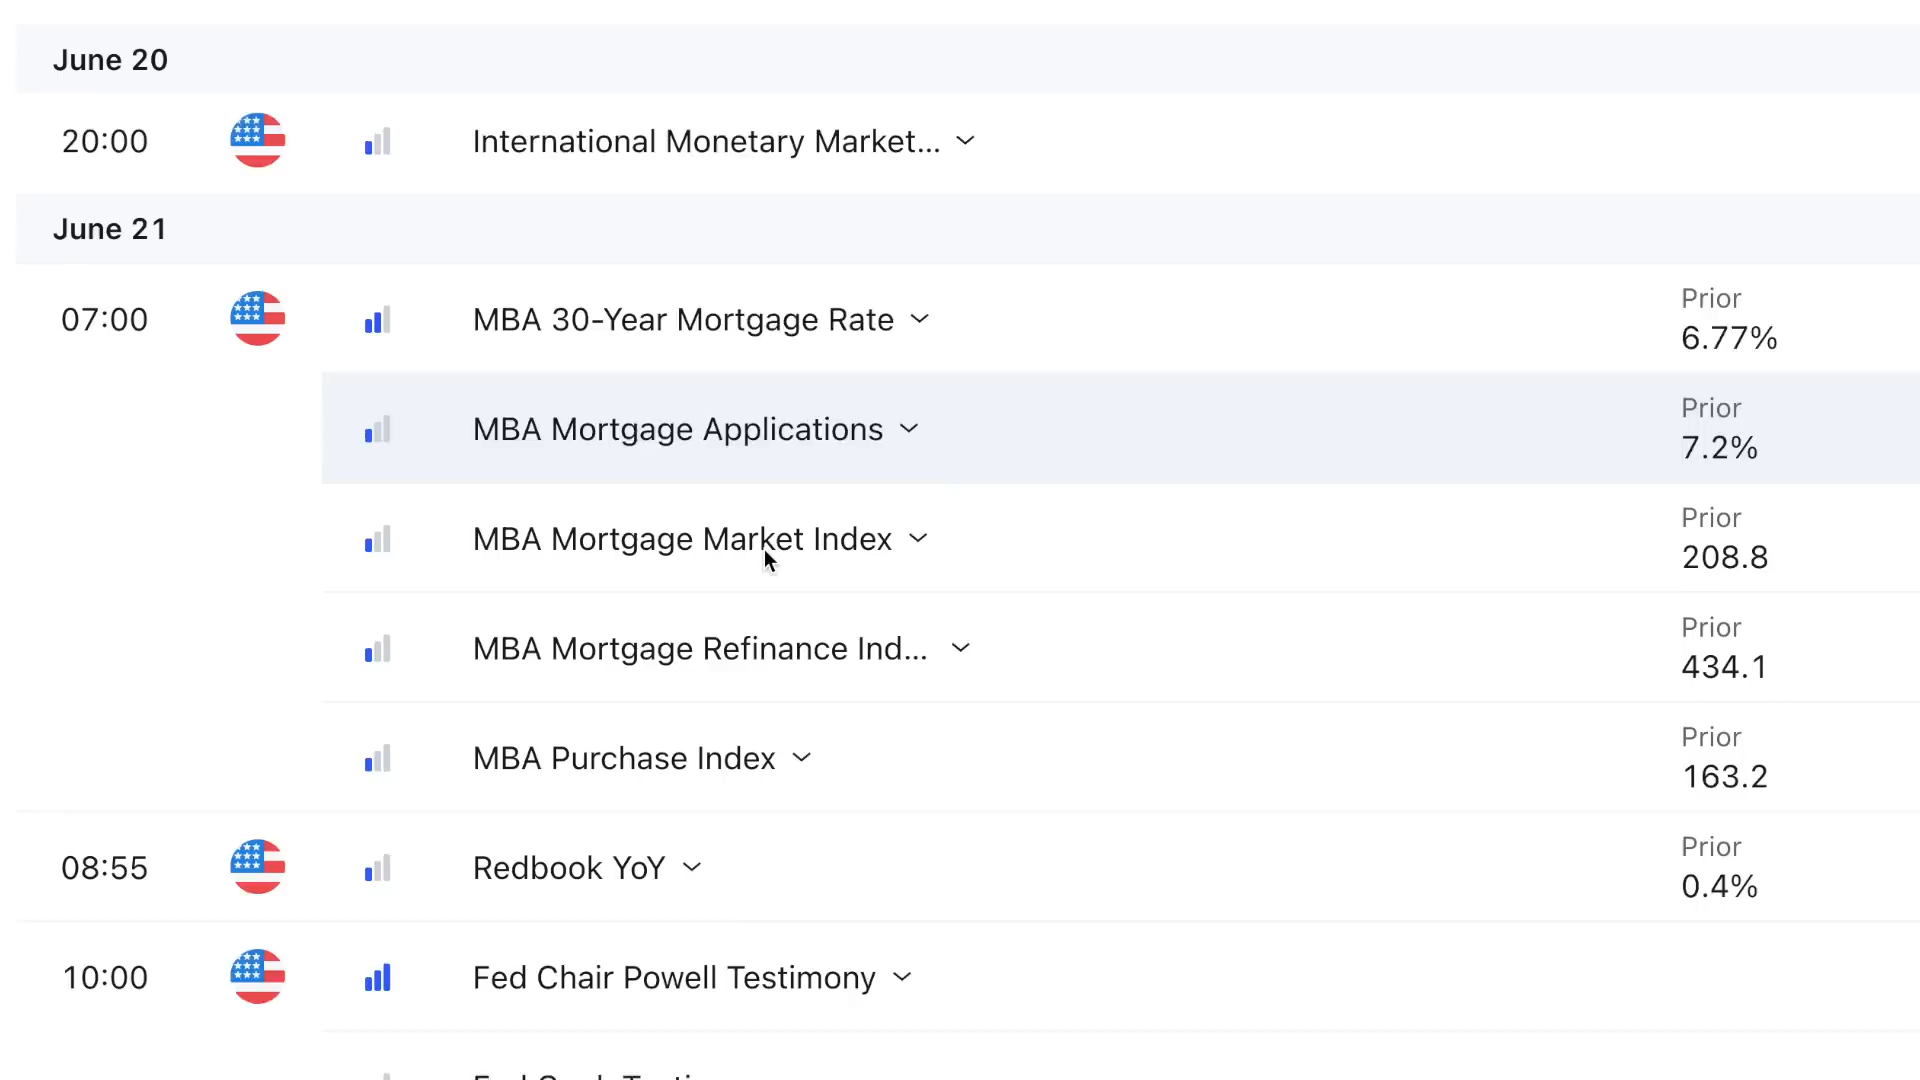 June 20
20:00 International Monetary Market...
June 21
07:00 MBA 30-Year Mortgage Rate Prior 6.77%
MBA Mortgage Applications Prior 7.2%
MBA Mortgage Market Index Prior 208.8
MBA Mortgage Refinance Ind... Prior 434.1
MBA Purchase Index Prior 163.2
08:55 Redbook YoY Prior 0.4%
10:00 Fed Chair Powell Testimony